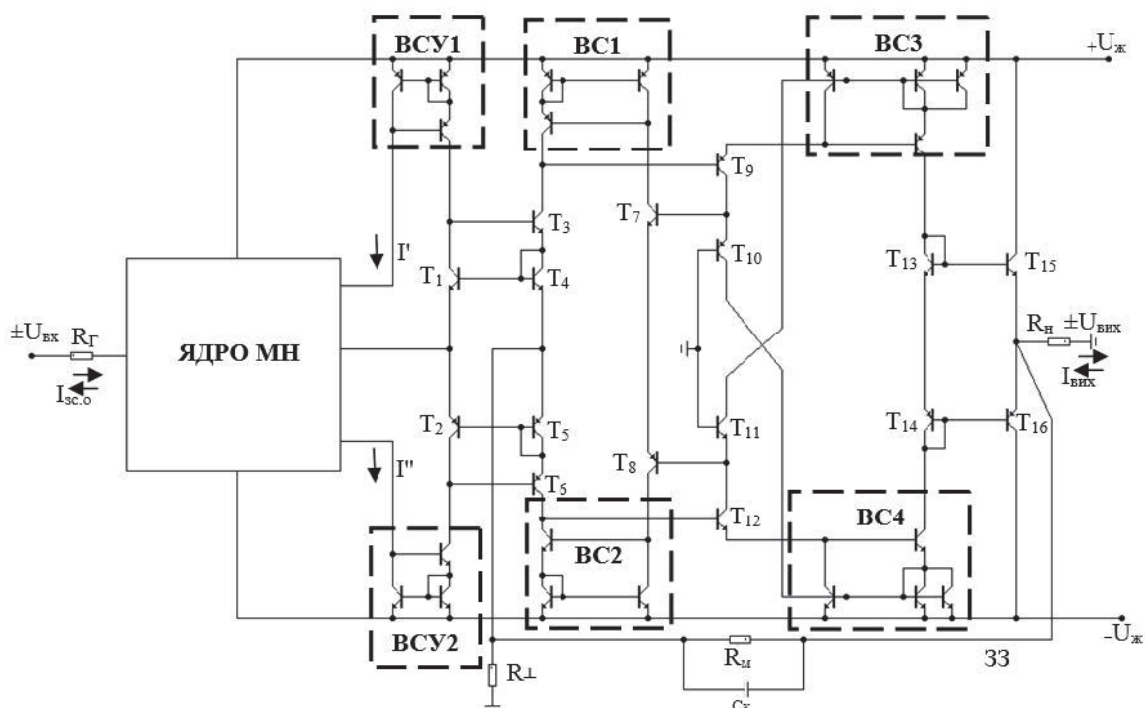 ВСУ1
ВС1
ВС3
+Uж
T9
T7
T3
I'
T10
T1
T4
T13
T15
±Uвх
RГ
Rн
±Uвих
ЯДРО МН
Iзс.о
Iвих
T2
T5
T11
T14
T16
T8
I"
T5
T12
ВС4
ВС2
ВСУ2
–Uж
R⊥
Rм
33
Cк